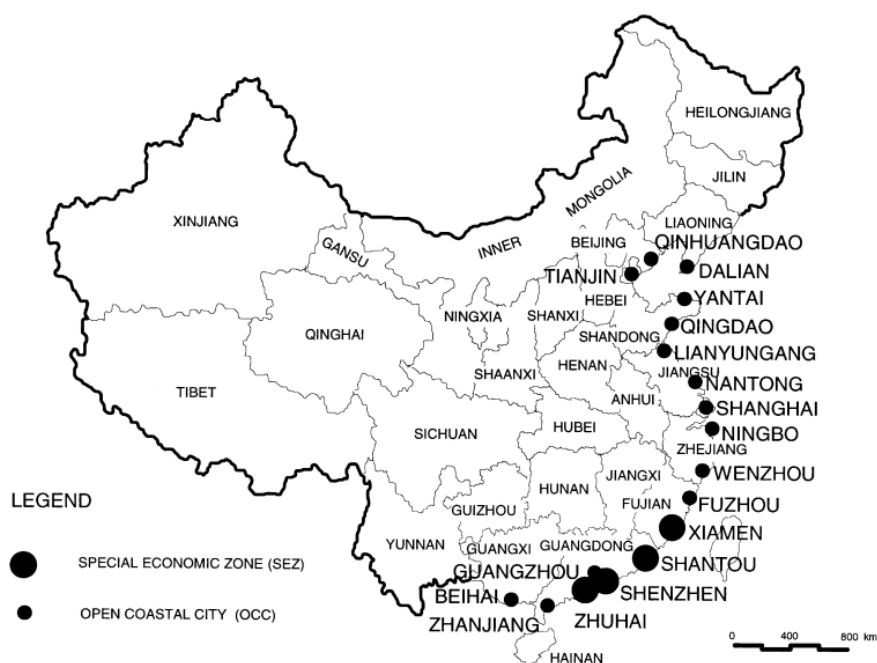 HEILONGJIANG
JILIN
MONGOLIA
LIAONING
XINJIANG
GANSU
INNER
BEIJING
QINHUANGDAO
TIANJIN
DALIAN
HEBEI
YANTAI
NINGXIA
SHANXI
QINGHAI
SHANDONG
QINGDAO
LIANYUNGANG
HENAN
SHAANXI
JIANGSU
NANTONG
TIBET
ANHUI
SHANGHAI
SICHUAN
HUBEI
NINGBO
ZHEJIANG
WENZHOU
JIANGXI
HUNAN
LEGEND
GUIZHOU
FUJIAN
FUZHOU
XIAMEN
YUNNAN
GUANGXI
GUANGDONG
SHANTOU
SPECIAL ECONOMIC ZONE (SEZ)
GUANGZHOU
SHENZHEN
BEIHAI
OPEN COASTAL CITY (OCC)
ZHANJIANG
ZHUHAI
0 400 800 km
HAINAN